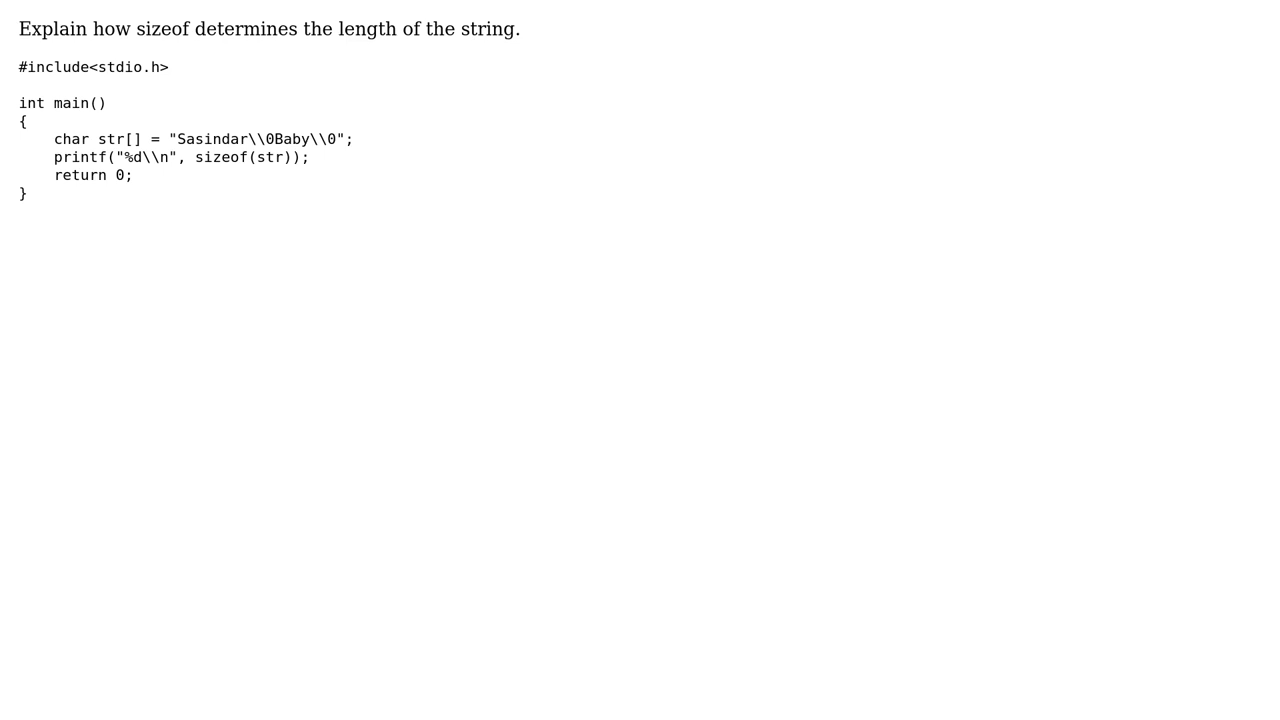 Explain how sizeof determines the length of the string.
#include<stdio.h>
int main()
{
    char str[] = "Sasindar\\0Baby\\0";
    printf("%d\\n", sizeof(str));
    return 0;
}